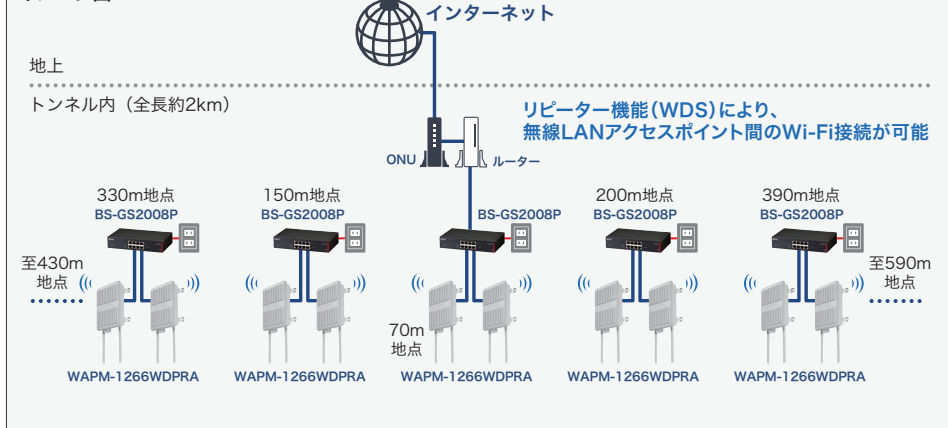 インターネット
地上
トンネル内（全長約2km）
リピーター機能（WDS）により、
無線LANアクセスポイント間のWi-Fi接続が可能
ONU
ルーター
330m地点
BS-GS2008P
150m地点
BS-GS2008P
BS-GS2008P
200m地点
BS-GS2008P
390m地点
BS-GS2008P
至430m
地点
70m
地点
至590m
地点
WAPM-1266WDPRA
WAPM-1266WDPRA
WAPM-1266WDPRA
WAPM-1266WDPRA
WAPM-1266WDPRA